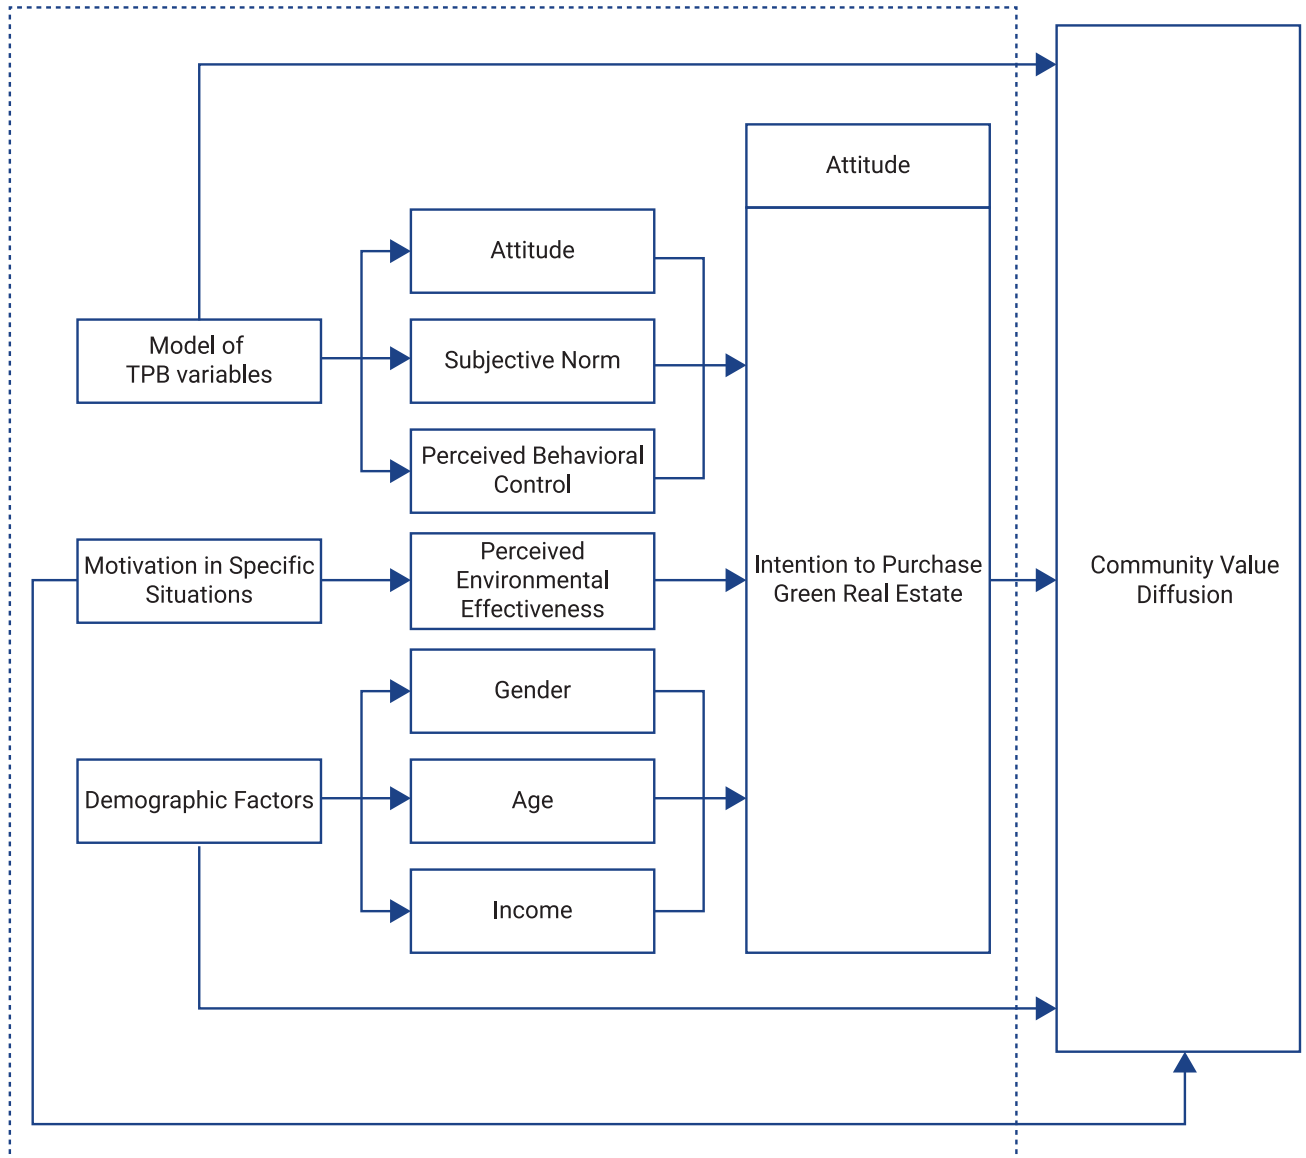 Attitude
Attitude
Model of
TPB variables
Subjective Norm
Perceived Behavioral
Control
Motivation in Specific
Situations
Perceived
Environmental
Effectiveness
Intention to Purchase
Green Real Estate
Community Value
Diffusion
Gender
Demographic Factors
Age
Income